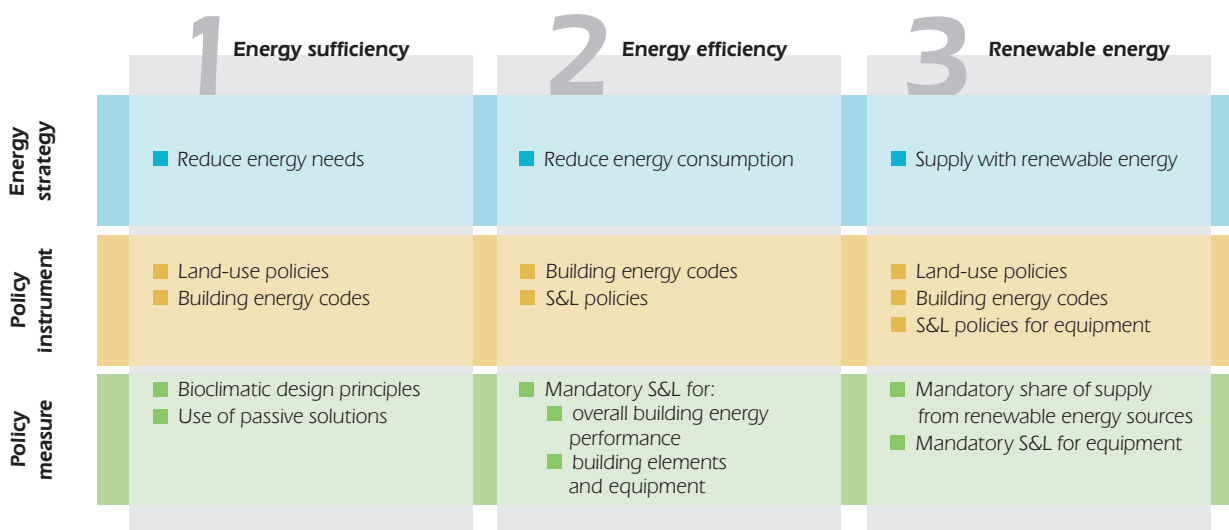 1 Energy sufficiency
2 Energy efficiency
3 Renewable energy
Energy
strategy
Reduce energy needs
Reduce energy consumption
Supply with renewable energy
Policy
instrument
Land-use policies
Building energy codes
Building energy codes
S&L policies
Land-use policies
Building energy codes
S&L policies for equipment
Policy
measure
Bioclimatic design principles
Use of passive solutions
Mandatory S&L for:
overall building energy
performance
building elements
and equipment
Mandatory share of supply
from renewable energy sources
Mandatory S&L for equipment